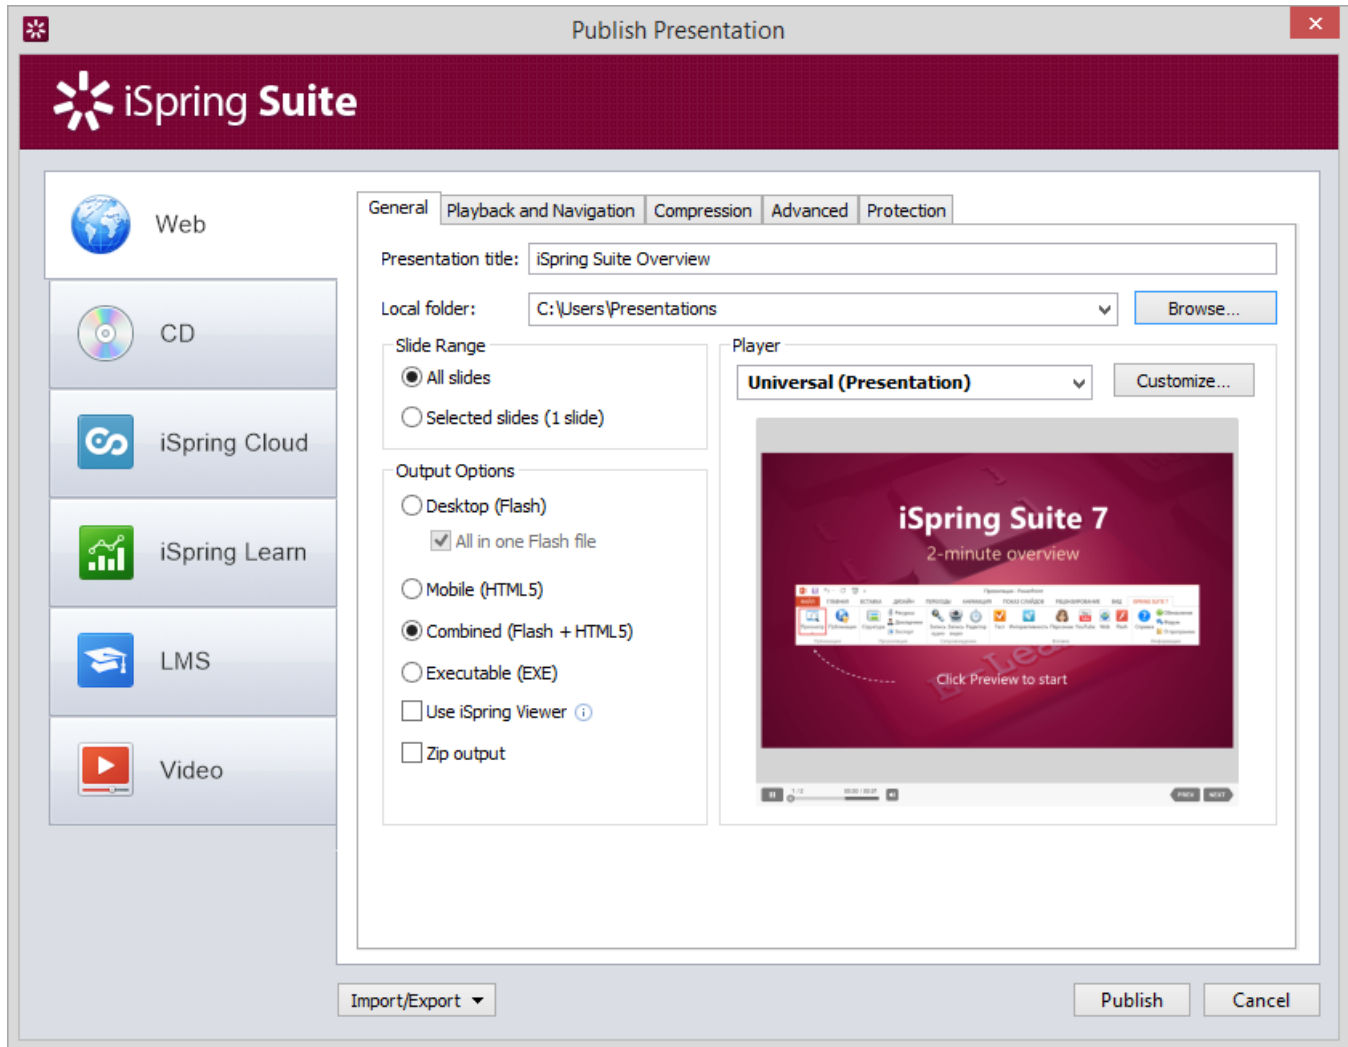 Publish Presentation
iSpring Suite
Web
CD
iSpring Cloud
iSpring Learn
LMS
Video
General Playback and Navigation Compression Advanced Protection
Presentation title: iSpring Suite Overview
Local folder: C:\Users\Presentations Browse...
Slide Range
All slides
Selected slides (1 slide)
Output Options
Desktop (Flash)
All in one Flash file
Mobile (HTML5)
Combined (Flash + HTML5)
Executable (EXE)
Use iSpring Viewer
Zip output
Player
Universal (Presentation) Customize...
iSpring Suite 7
2-minute overview
Click Preview to start
PREV NEXT
Import/Export Publish Cancel